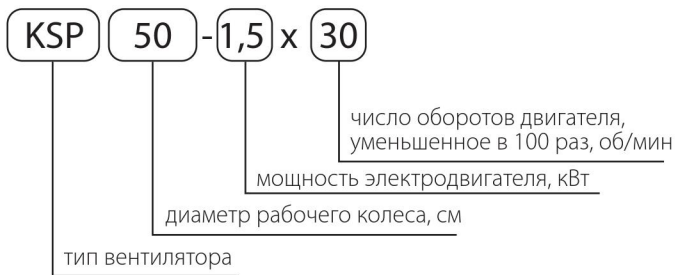 KSP 50 - 1,5 x 30
число оборотов двигателя,
уменьшенное в 100 раз, об/мин
мощность электродвигателя, кВт
диаметр рабочего колеса, см
тип вентилятора